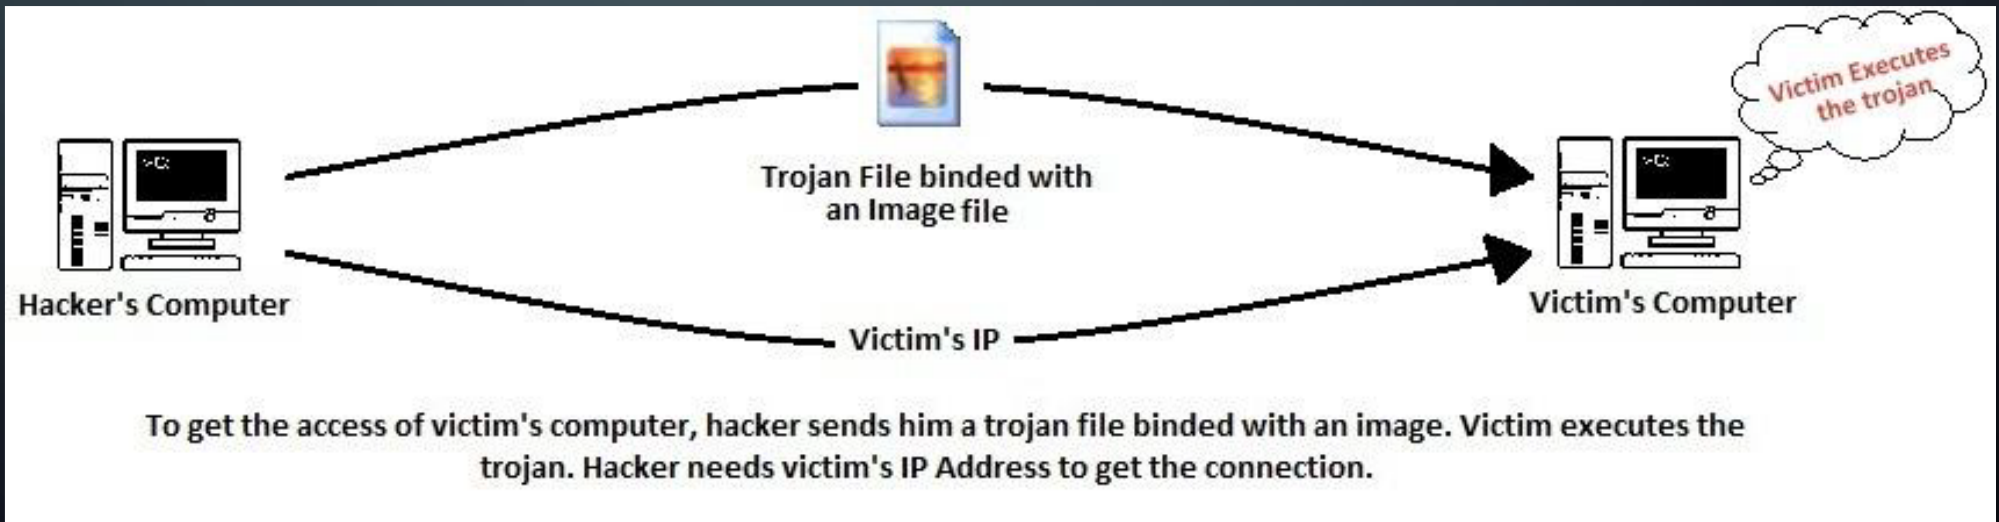 Victim Executes
the trojan
Trojan File binded with
an Image file
Hacker's Computer
Victim's Computer
Victim's IP
To get the access of victim's computer, hacker sends him a trojan file binded with an image. Victim executes the
trojan. Hacker needs victim's IP Address to get the connection.